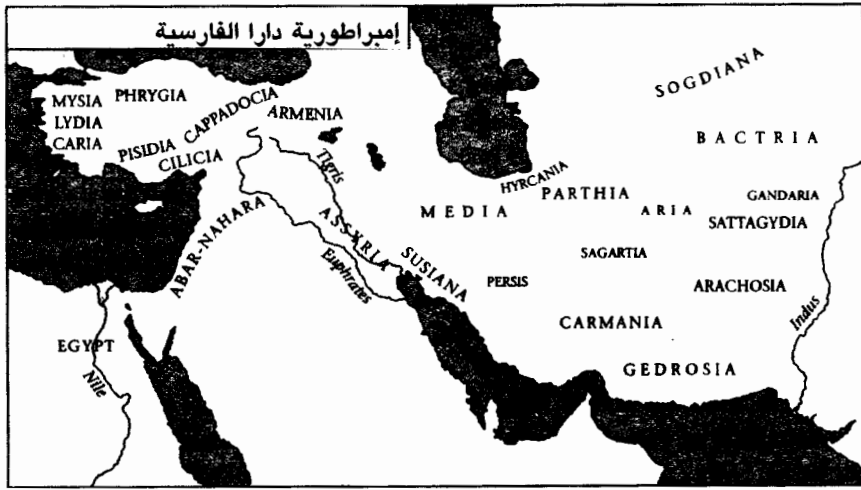 إمبراطورية دارا الفارسية
SOGDIANA
MYSIA
PHRYGIA
CAPPADOCIA
ARMENIA
LYDIA
CARIA
PISIDIA
CILICIA
BACTRIA
Tigris
HYRCANIA
PARTHIA
GANDARIA
MEDIA
ARIA
SATTAGYDIA
ABAR-NAHARA
ASSYRIA
SUSIANA
SAGARTIA
Euphrates
PERSIS
ARACHOSIA
Indus
CARMANIA
EGYPT
GEDROSIA
Nile